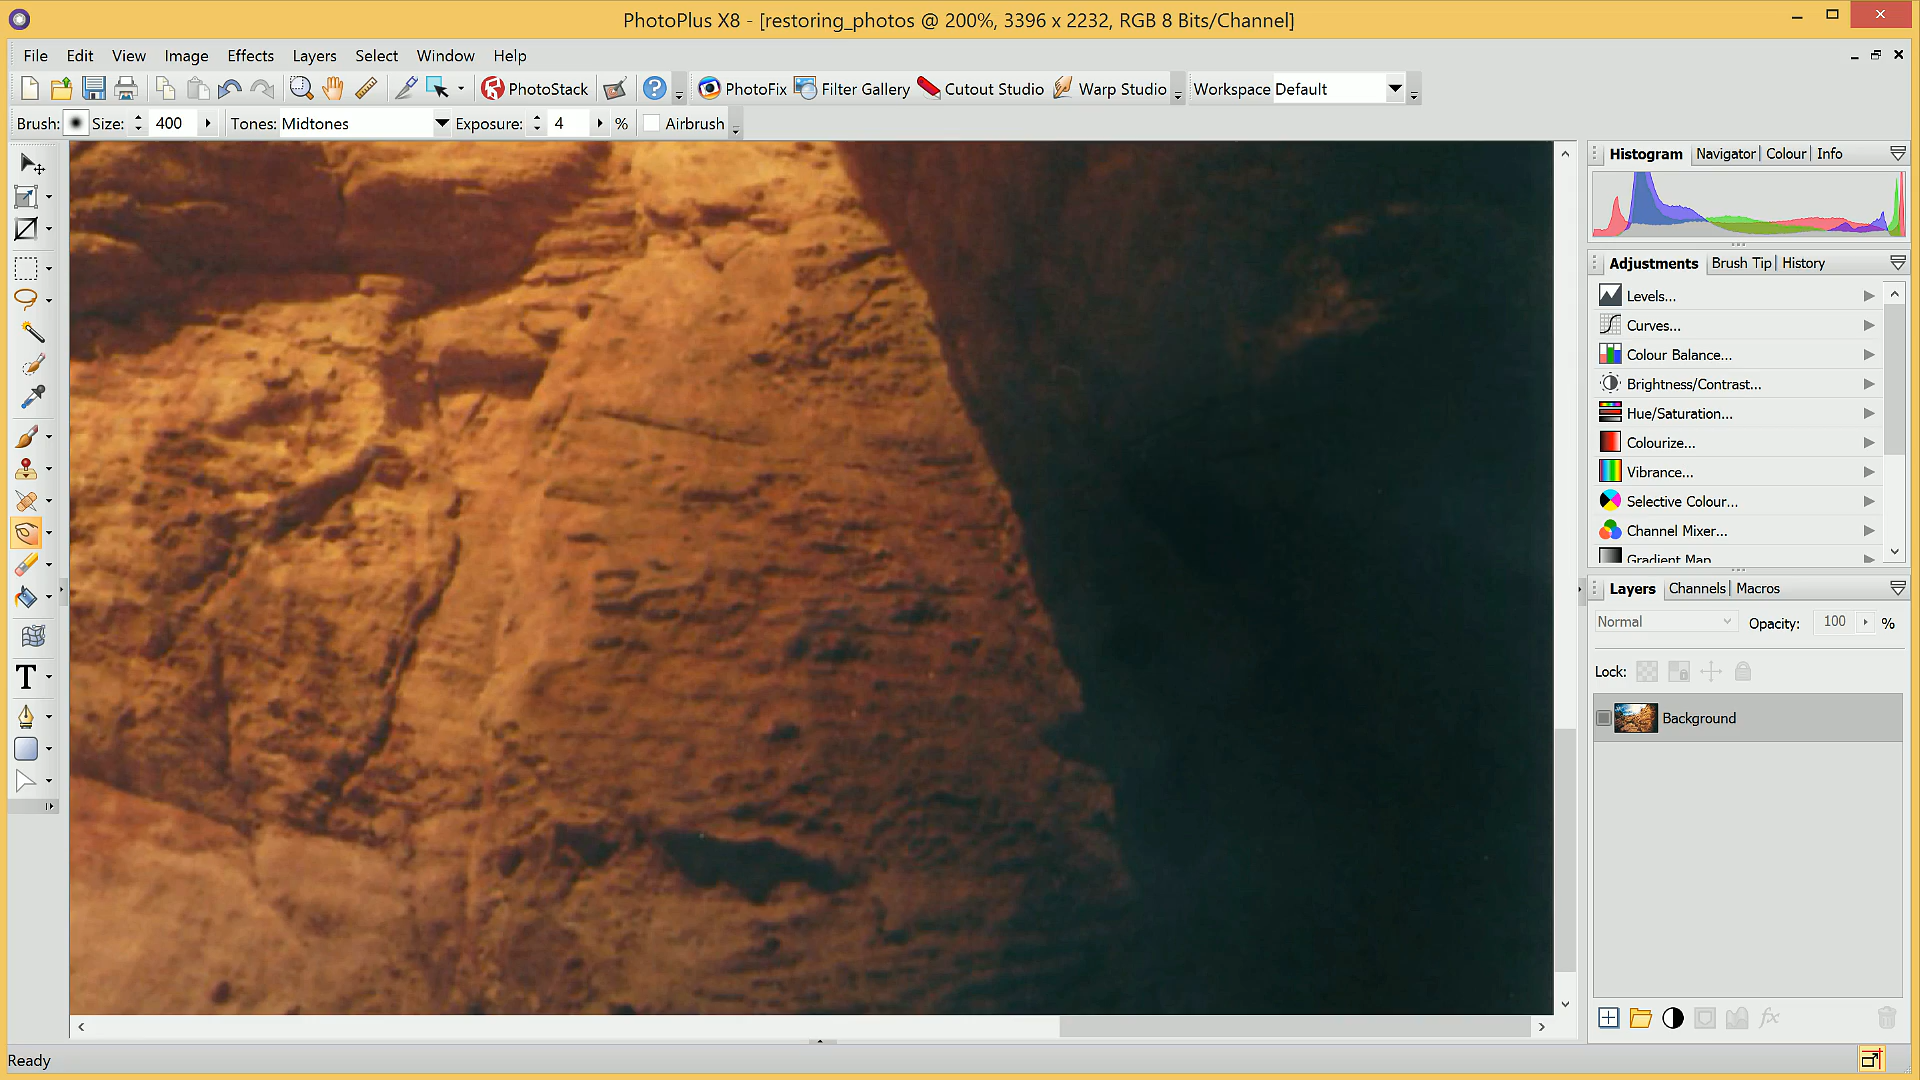 PhotoPlus X8 - [restoring_photos @ 200%, 3396 x 2232, RGB 8 Bits/Channel]
File Edit View Image Effects Layers Select Window Help
PhotoStack PhotoFix Filter Gallery Cutout Studio Warp Studio Workspace Default
Brush: Size: 400 Tones: Midtones Exposure: 4 % Airbrush
Histogram Navigator Colour Info
Adjustments Brush Tip History
Levels...
Curves...
Colour Balance...
Brightness/Contrast...
Hue/Saturation...
Colourize...
Vibrance...
Selective Colour...
Channel Mixer...
Gradient Map
Layers Channels Macros
Normal Opacity: 100 %
Lock:
Background
fx
Ready